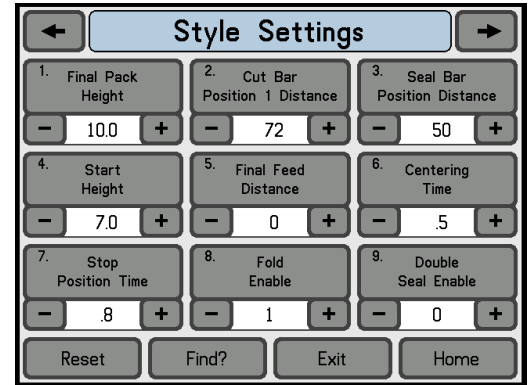 Style Settings
1. Final Pack Height
2. Cut Bar Position 1 Distance
3. Seal Bar Position Distance
- 10.0 +
- 72 +
- 50 +
4. Start Height
5. Final Feed Distance
6. Centering Time
- 7.0 +
- 0 +
- .5 +
7. Stop Position Time
8. Fold Enable
9. Double Seal Enable
- .8 +
- 1 +
- 0 +
Reset
Find?
Exit
Home